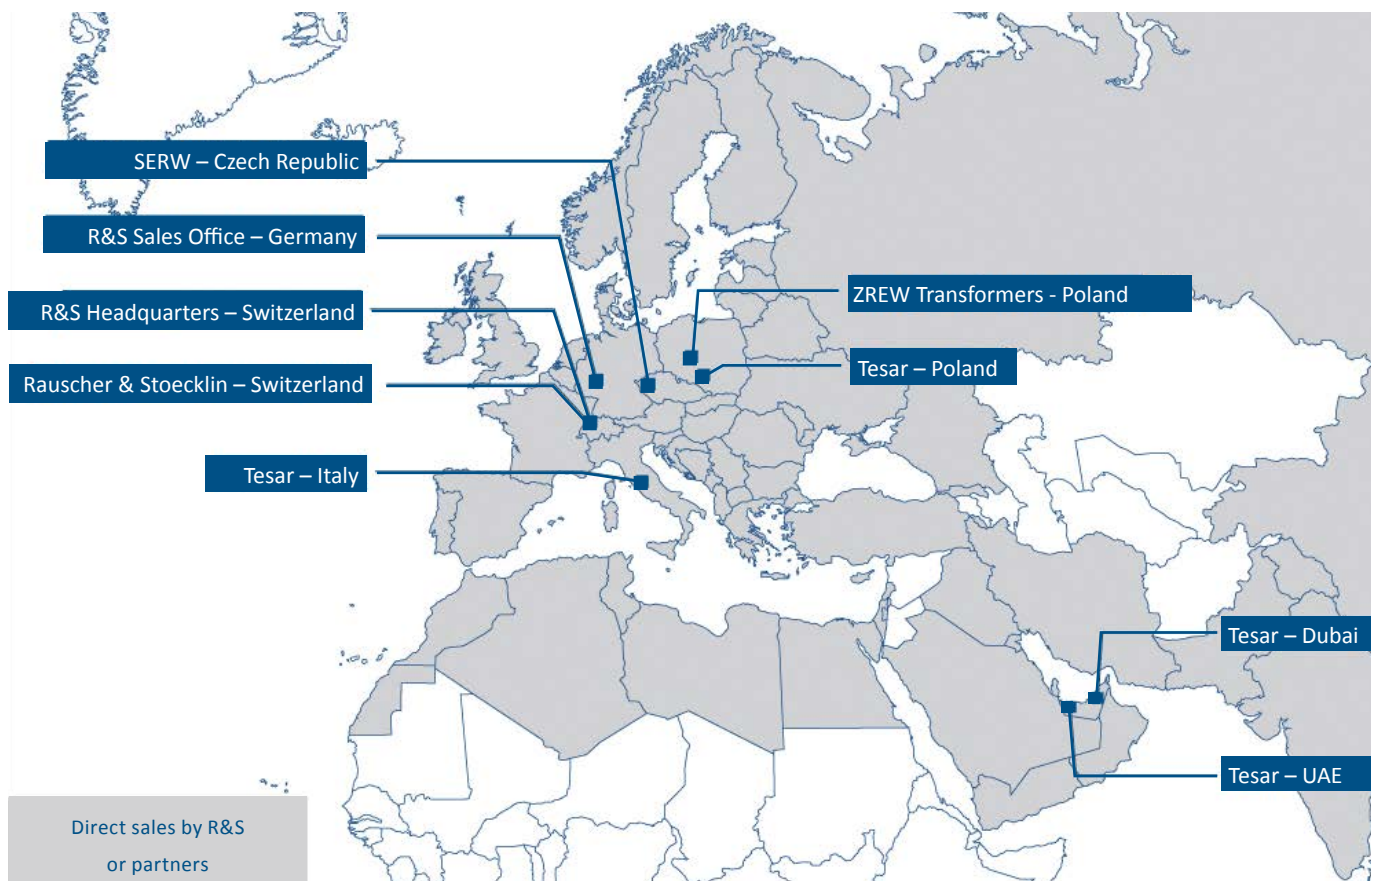 SERW – Czech Republic
R&S Sales Office – Germany
R&S Headquarters – Switzerland
Rauscher & Stoecklin – Switzerland
Tesar – Italy
ZREW Transformers - Poland
Tesar – Poland
Tesar – Dubai
Tesar – UAE
Direct sales by R&S
or partners